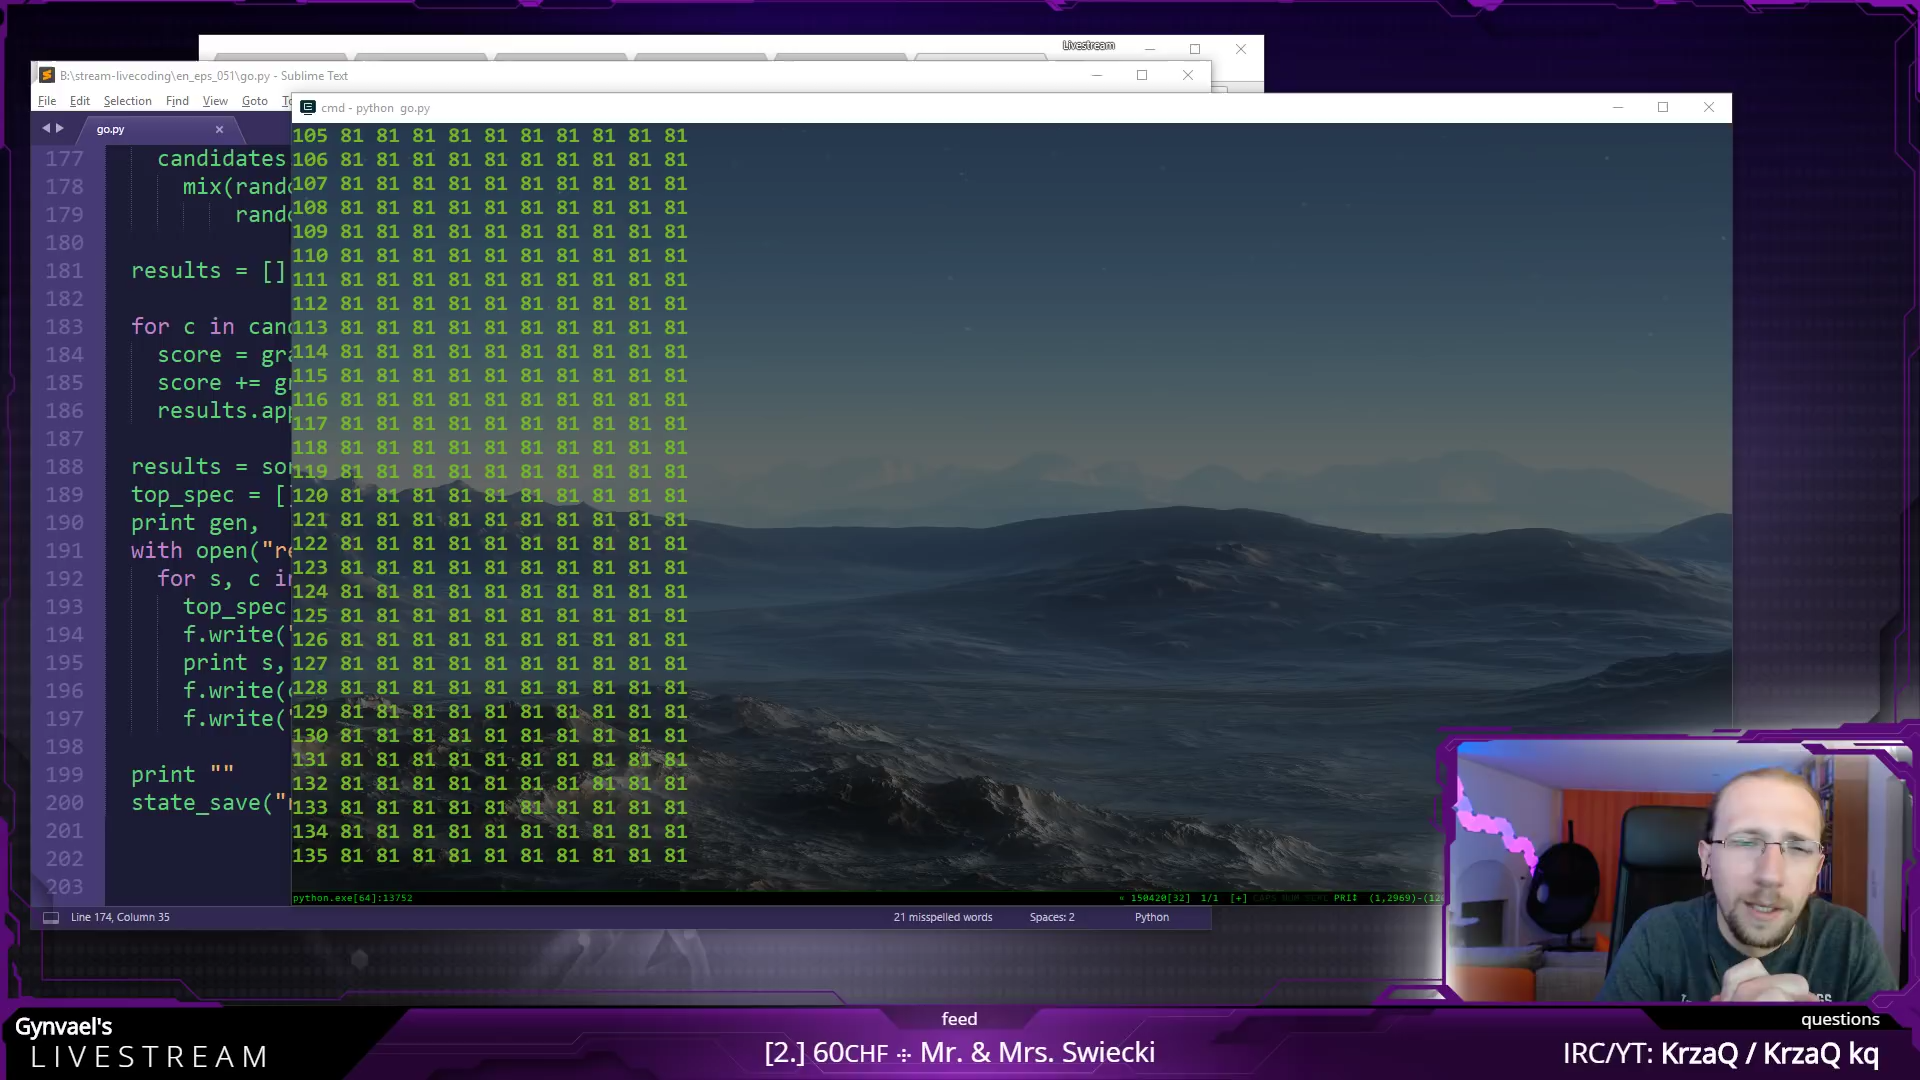 Livestream
B:\stream-livecoding\en_eps_051\go.py - Sublime Text
File Edit Selection Find View Goto
cmd - python go.py
go.py
177 candidates
178 mix(rand
179 rand
180
181 results = []
182
183 for c in cand
184 score = gra
185 score += g
186 results.app
187
188 results = so
189 top_spec = [
190 print gen,
191 with open("re
192 for s, c in
193 top_spec
194 f.write(
195 print s,
196 f.write(
197 f.write(
198
199 print ""
200 state_save("
201
202
203
105 81 81 81 81 81 81 81 81 81 81
106 81 81 81 81 81 81 81 81 81 81
107 81 81 81 81 81 81 81 81 81 81
108 81 81 81 81 81 81 81 81 81 81
109 81 81 81 81 81 81 81 81 81 81
110 81 81 81 81 81 81 81 81 81 81
111 81 81 81 81 81 81 81 81 81 81
112 81 81 81 81 81 81 81 81 81 81
113 81 81 81 81 81 81 81 81 81 81
114 81 81 81 81 81 81 81 81 81 81
115 81 81 81 81 81 81 81 81 81 81
116 81 81 81 81 81 81 81 81 81 81
117 81 81 81 81 81 81 81 81 81 81
118 81 81 81 81 81 81 81 81 81 81
119 81 81 81 81 81 81 81 81 81 81
120 81 81 81 81 81 81 81 81 81 81
121 81 81 81 81 81 81 81 81 81 81
122 81 81 81 81 81 81 81 81 81 81
123 81 81 81 81 81 81 81 81 81 81
124 81 81 81 81 81 81 81 81 81 81
125 81 81 81 81 81 81 81 81 81 81
126 81 81 81 81 81 81 81 81 81 81
127 81 81 81 81 81 81 81 81 81 81
128 81 81 81 81 81 81 81 81 81 81
129 81 81 81 81 81 81 81 81 81 81
130 81 81 81 81 81 81 81 81 81 81
131 81 81 81 81 81 81 81 81 81 81
132 81 81 81 81 81 81 81 81 81 81
133 81 81 81 81 81 81 81 81 81 81
134 81 81 81 81 81 81 81 81 81 81
135 81 81 81 81 81 81 81 81 81 81
python.exe[64]:13752 « 150420[32] 1/1 [+] CAPS NUM SCRL PRI↕ (1,2969)-(12
Line 174, Column 35 21 misspelled words Spaces: 2 Python
Gynvael's
LIVESTREAM
feed
[2.] 60CHF ÷ Mr. & Mrs. Swiecki
questions
IRC/YT: KrzaQ / KrzaQ kq